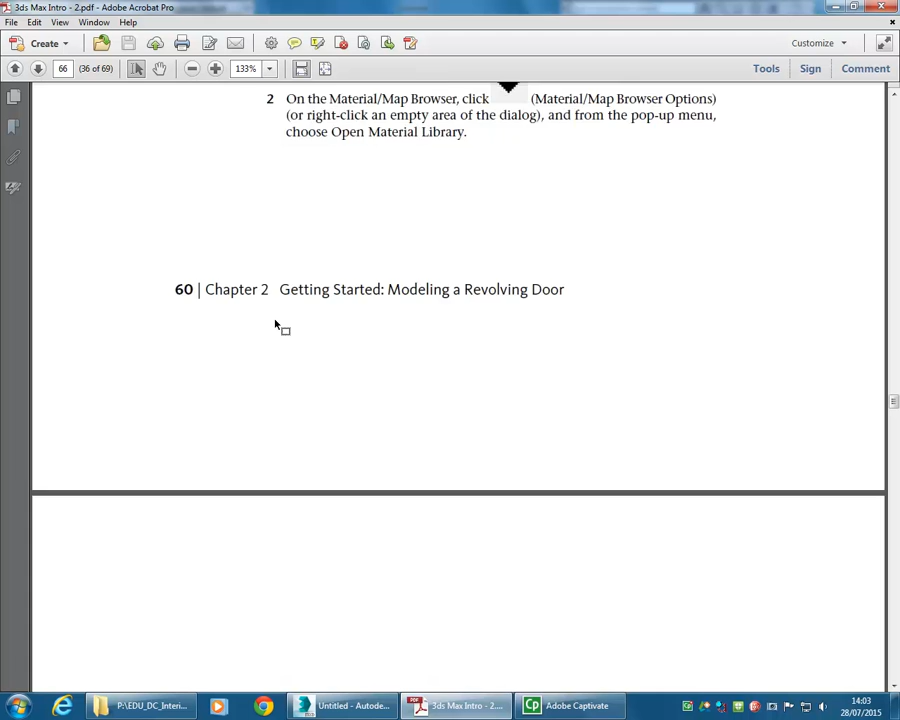 3ds Max Intro - 2.pdf - Adobe Acrobat Pro
File Edit View Window Help
Create Customize
66 (36 of 69) 133% Tools Sign Comment
2 On the Material/Map Browser, click (Material/Map Browser Options)
(or right-click an empty area of the dialog), and from the pop-up menu,
choose Open Material Library.
60 | Chapter 2 Getting Started: Modeling a Revolving Door
P:\EDU_DC_Interi... Untitled - Autode... 3ds Max Intro - 2.... Adobe Captivate
14:03
28/07/2015